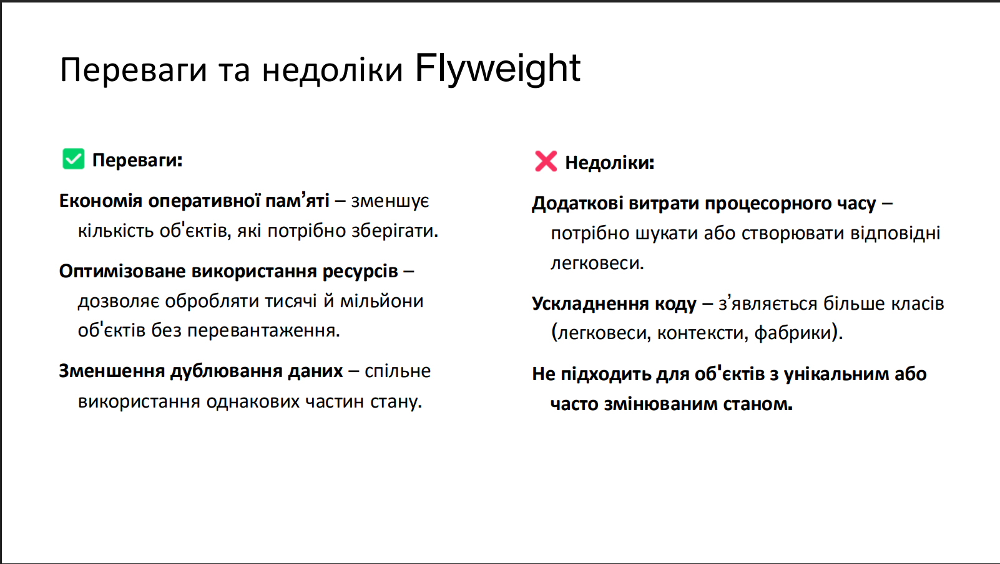 Переваги та недоліки Flyweight
✅ Переваги:
Економія оперативної пам’яті – зменшує
кількість об'єктів, які потрібно зберігати.
Оптимізоване використання ресурсів –
дозволяє обробляти тисячі й мільйони
об'єктів без перевантаження.
Зменшення дублювання даних – спільне
використання однакових частин стану.
❌ Недоліки:
Додаткові витрати процесорного часу –
потрібно шукати або створювати відповідні
легковеси.
Ускладнення коду – з’являється більше класів
(легковеси, контексти, фабрики).
Не підходить для об'єктів з унікальним або
часто змінюваним станом.